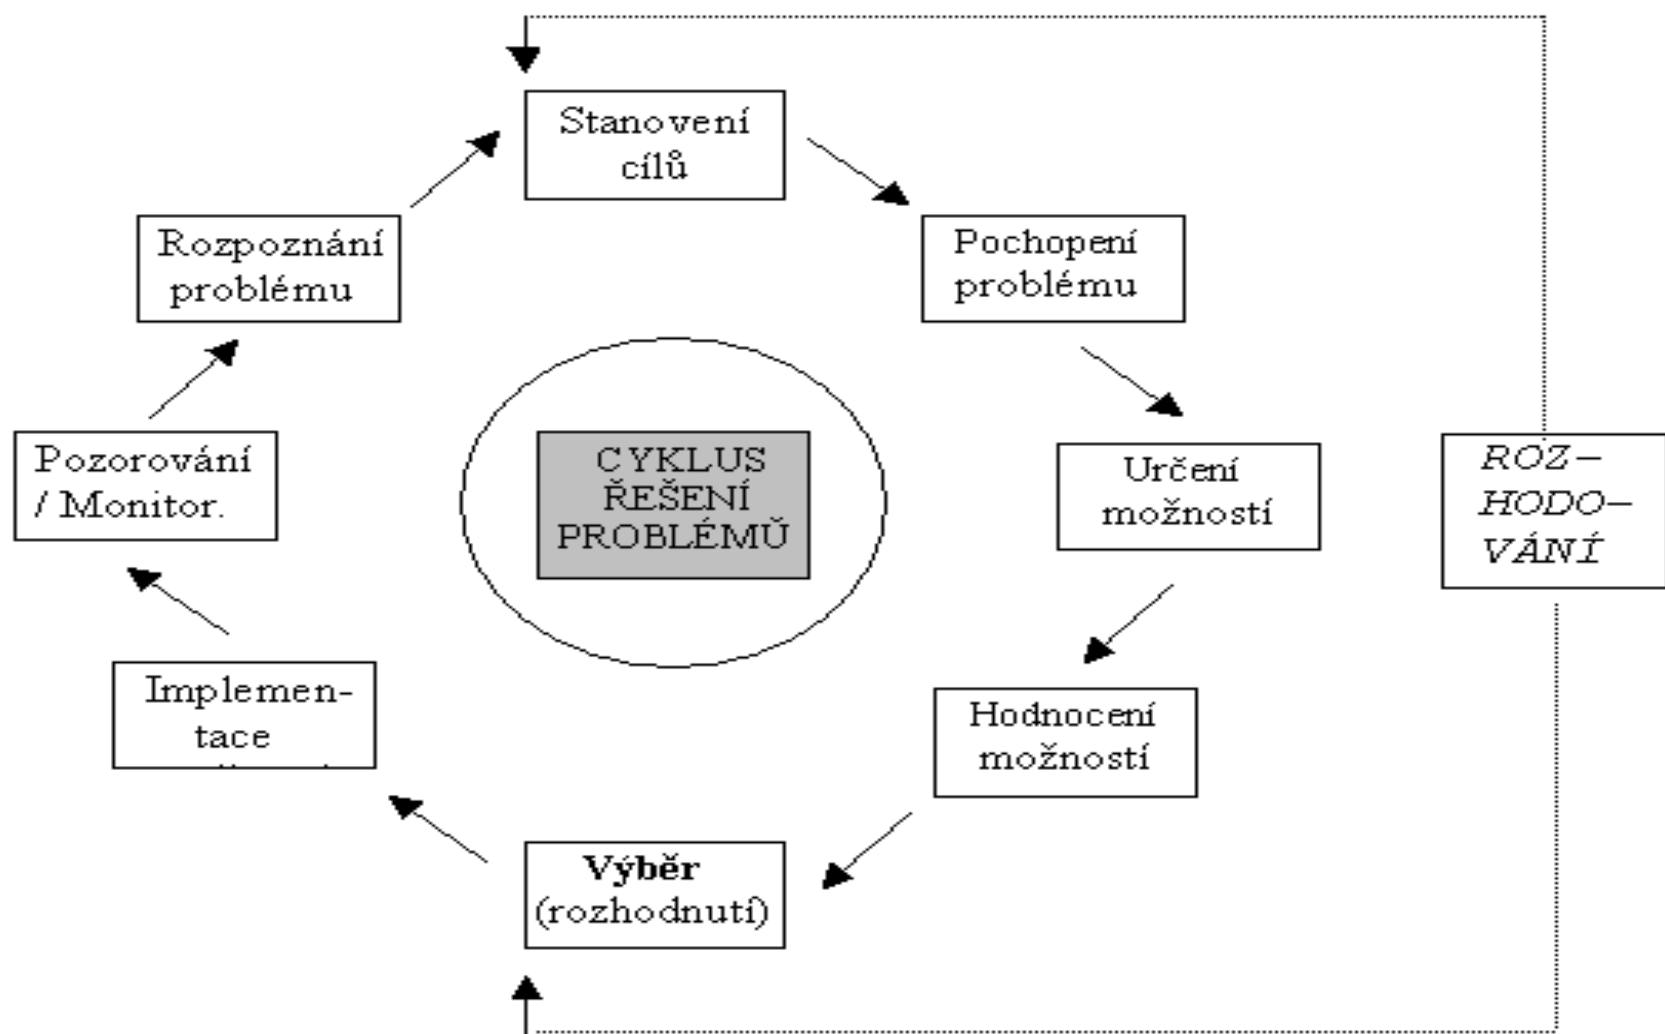 Stanovení
cílů
Rozpoznání
problému
Pochopení
problému
Pozorování
/ Monitor.
CYKLUS
ŘEŠENÍ
PROBLÉMŮ
Určení
možností
ROZ-
HODO-
VÁNÍ
Implemen-
tace
Hodnocení
možností
Výběr
(rozhodnutí)